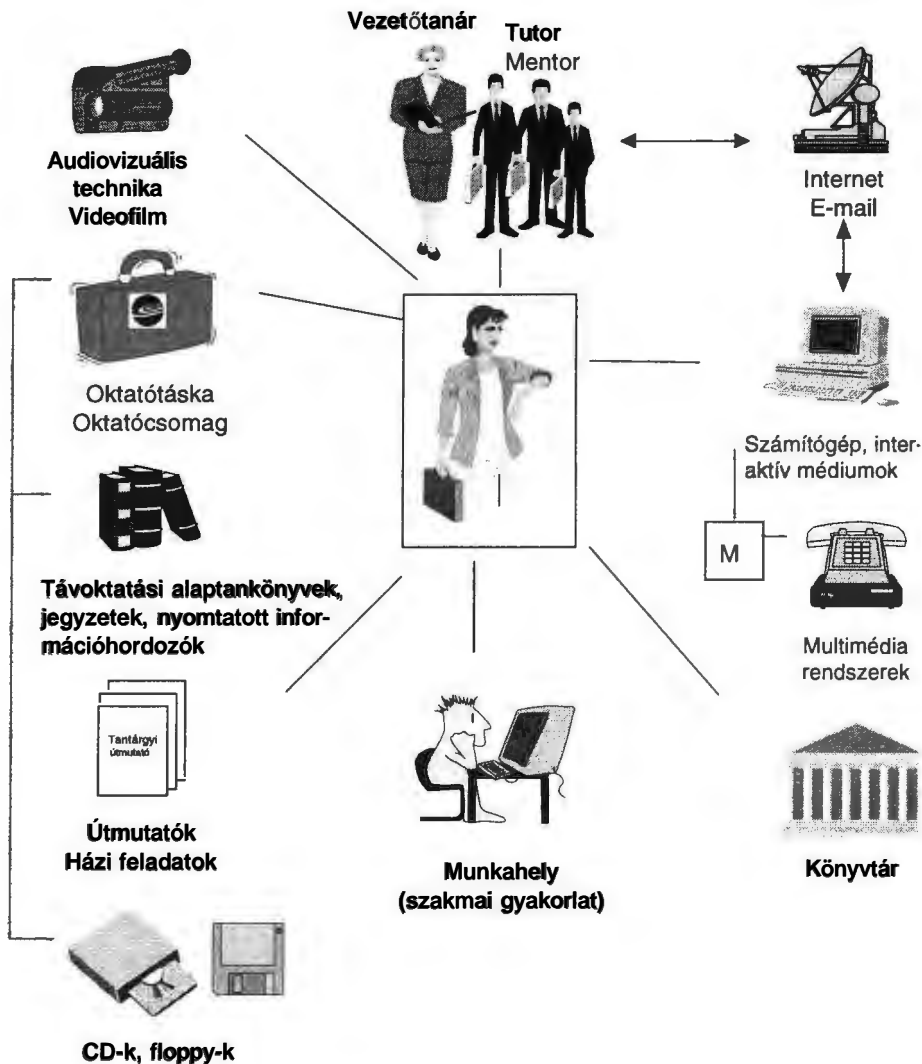 Vezetőtanár
Tutor
Mentor
Audiovizuális
technika
Videofilm
Internet
E-mail
Oktatótáska
Oktatócsomag
Számítógép, inter-
aktív médiumok
M
Távoktatási alaptankönyvek,
jegyzetek, nyomtatott infor-
mációhordozók
Multimédia
rendszerek
Tantárgyi
útmutató
Útmutatók
Házi feladatok
Munkahely
(szakmai gyakorlat)
Könyvtár
CD-k, floppy-k